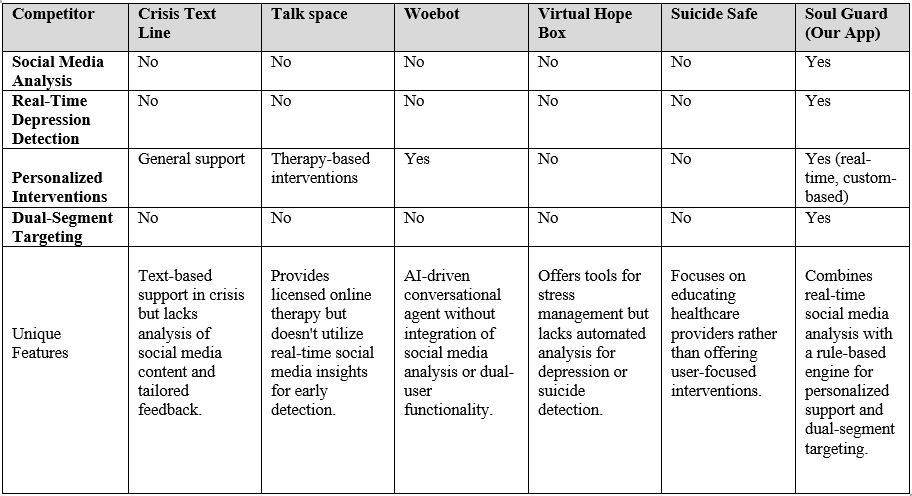 Competitor Crisis Text Line Talk space Woebot Virtual Hope Box Suicide Safe Soul Guard (Our App)
Social Media Analysis No No No No No Yes
Real-Time Depression Detection No No No No No Yes
Personalized Interventions General support Therapy-based interventions Yes No No Yes (real-time, custom-based)
Dual-Segment Targeting No No No No No Yes
Unique Features
Text-based
support in crisis
but lacks
analysis of
social media
content and
tailored
feedback.
Provides
licensed online
therapy but
doesn't utilize
real-time social
media insights
for early
detection.
AI-driven
conversational
agent without
integration of
social media
analysis or dual-
user
functionality.
Offers tools for
stress
management but
lacks automated
analysis for
depression or
suicide
detection.
Focuses on
educating
healthcare
providers rather
than offering
user-focused
interventions.
Combines
real-time
social media
analysis with
a rule-based
engine for
personalized
support and
dual-segment
targeting.